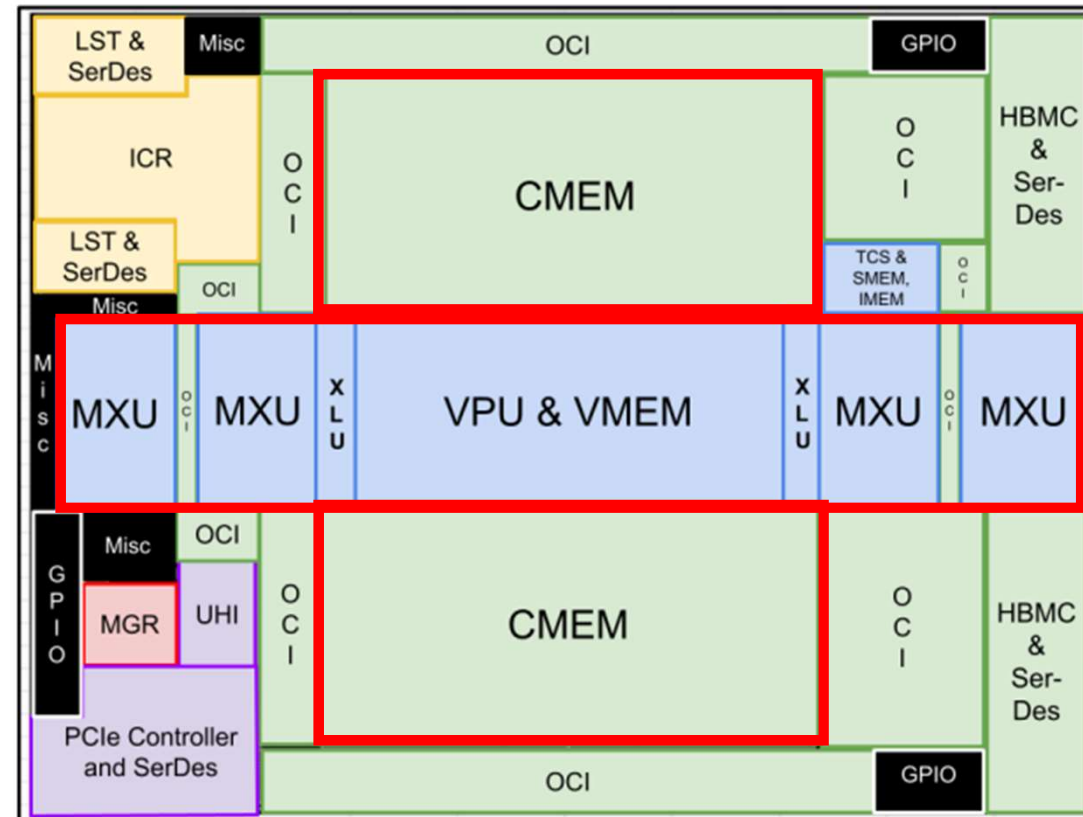 LST &
SerDes
Misc
OCI
GPIO
HBMC
&
Ser-
Des
ICR
O
C
I
CMEM
O
C
I
LST &
SerDes
OCI
TCS &
SMEM,
IMEM
O
C
I
Misc
M
i
s
c
MXU
O
C
I
MXU
X
L
U
VPU & VMEM
X
L
U
MXU
O
C
I
MXU
G
P
I
O
Misc
OCI
MGR
UHI
O
C
I
CMEM
O
C
I
HBMC
&
Ser-
Des
PCIe Controller
and SerDes
OCI
GPIO